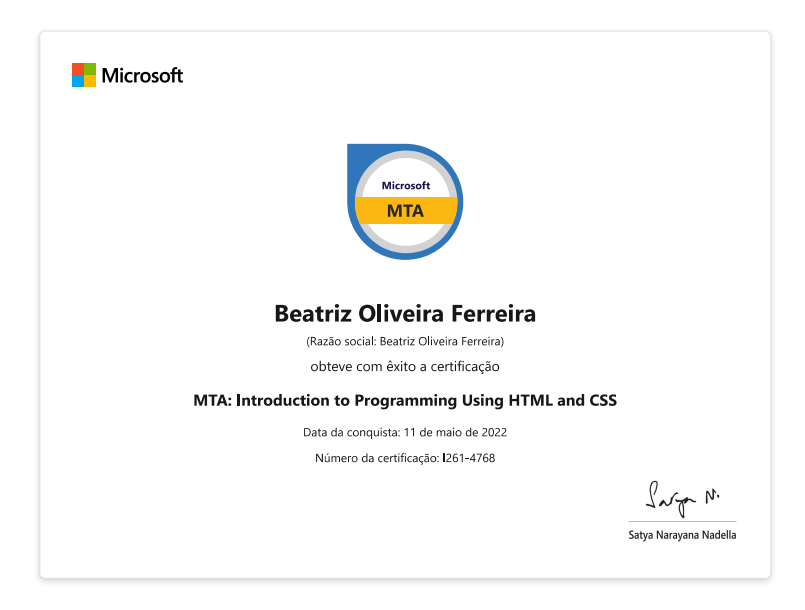 Microsoft
Microsoft
MTA
Beatriz Oliveira Ferreira
(Razão social: Beatriz Oliveira Ferreira)
obteve com êxito a certificação
MTA: Introduction to Programming Using HTML and CSS
Data da conquista: 11 de maio de 2022
Número da certificação: I261-4768
Satya N.
Satya Narayana Nadella